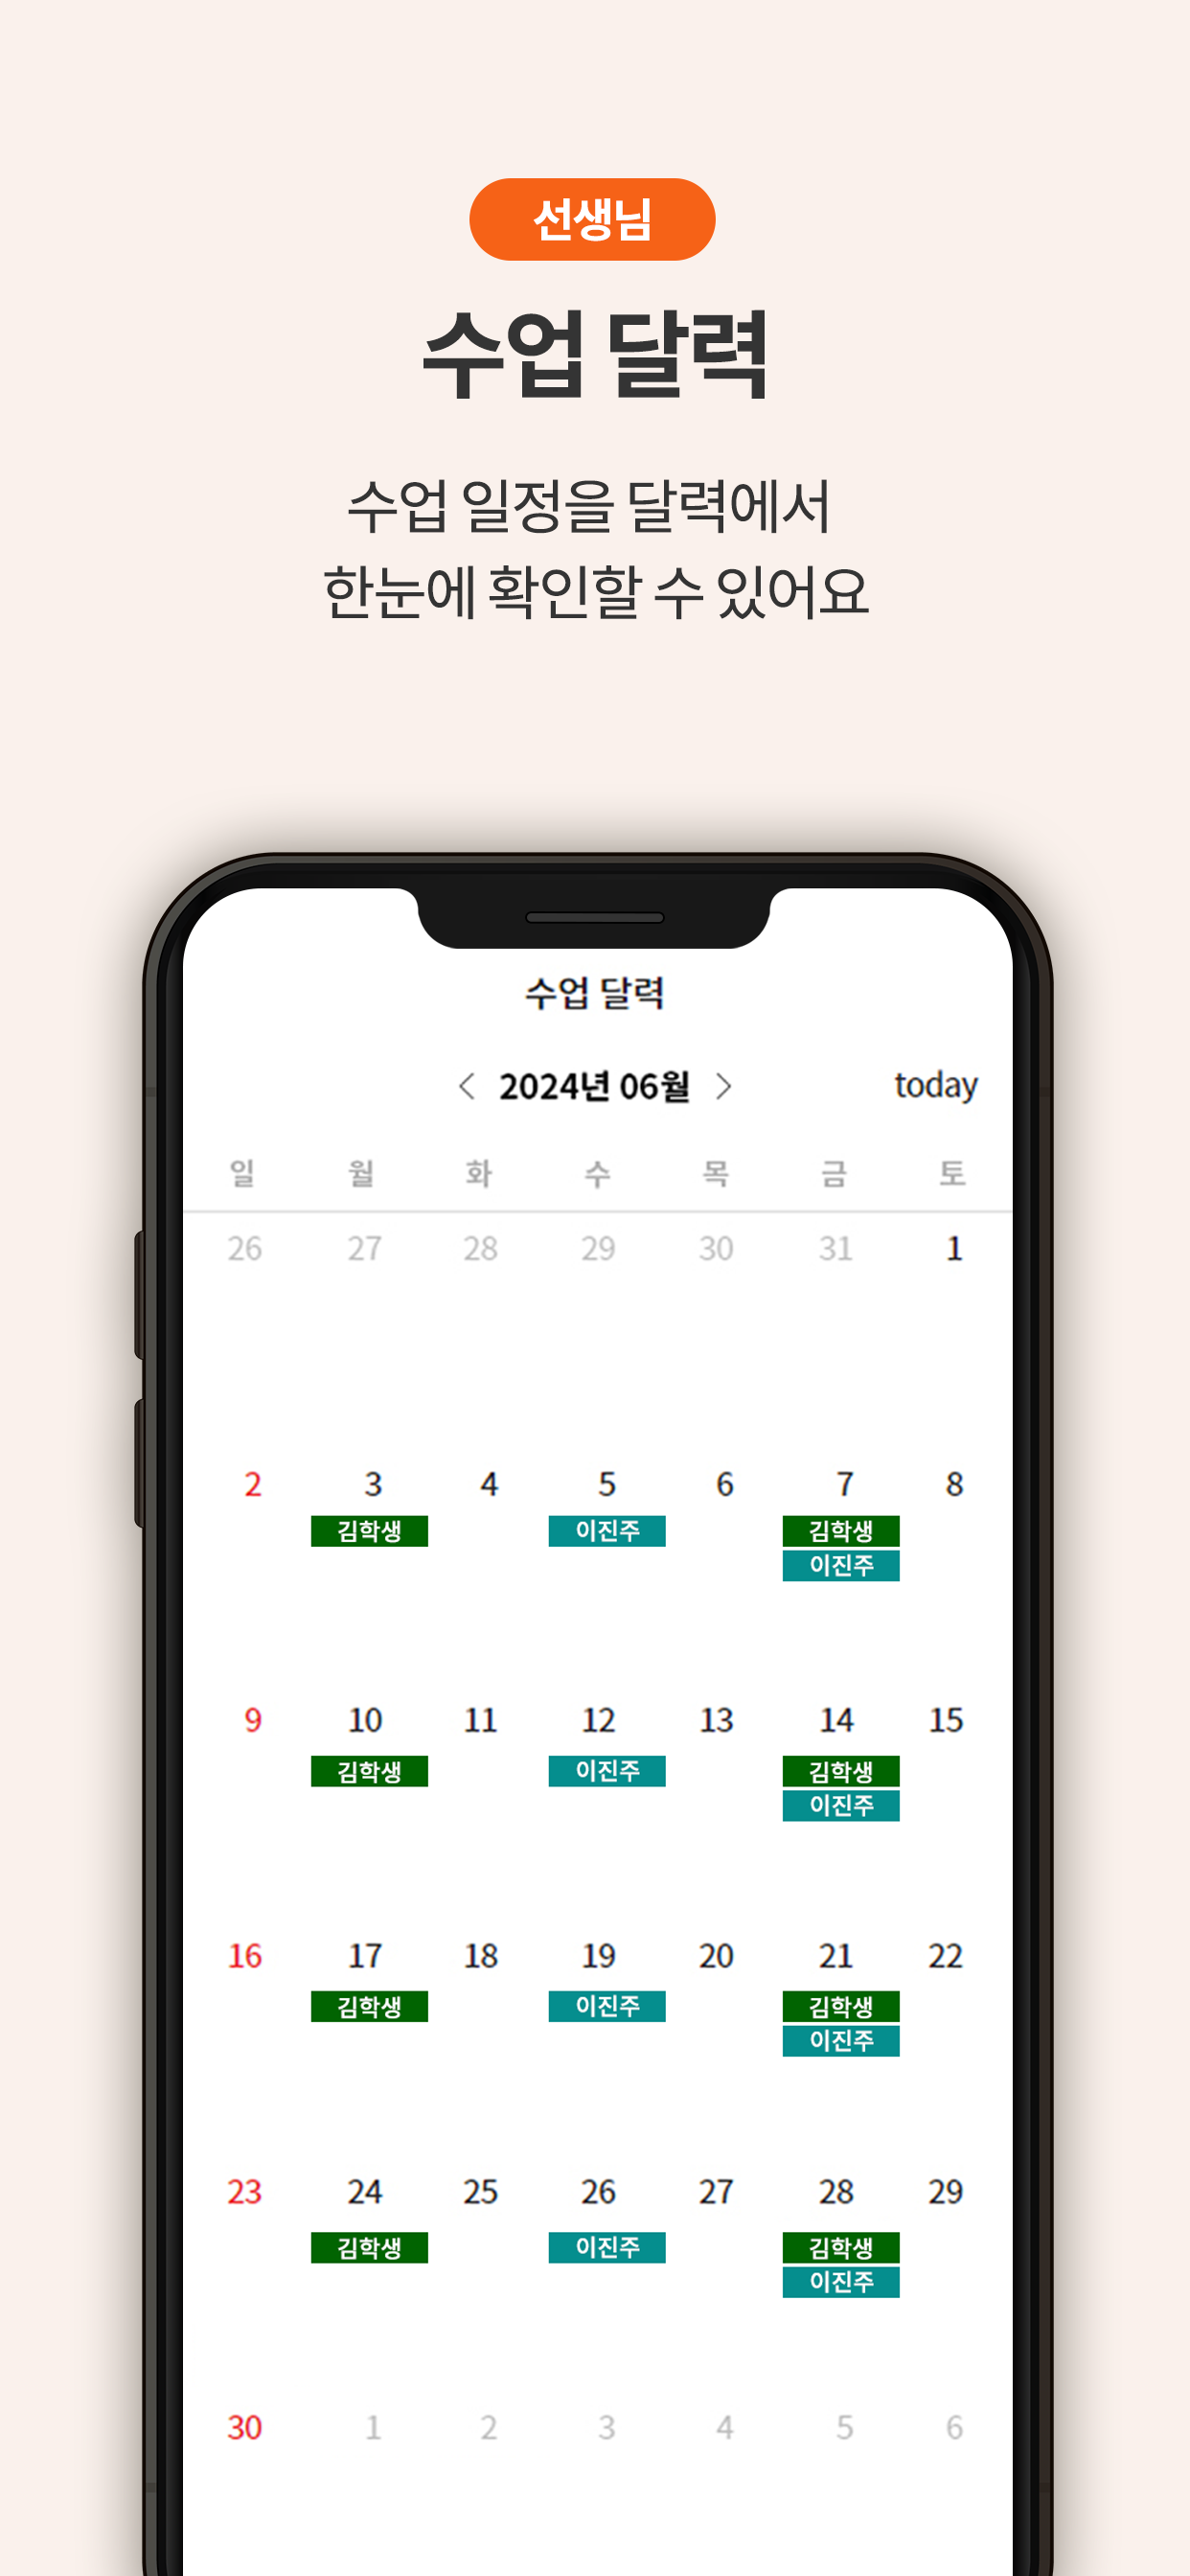 선생님
수업 달력
수업 일정을 달력에서
한눈에 확인할 수 있어요
수업 달력
2024년 06월 today
일 월 화 수 목 금 토
26 27 28 29 30 31 1
2 3 4 5 6 7 8
김학생 이진주 김학생
이진주
9 10 11 12 13 14 15
김학생 이진주 김학생
이진주
16 17 18 19 20 21 22
김학생 이진주 김학생
이진주
23 24 25 26 27 28 29
김학생 이진주 김학생
이진주
30 1 2 3 4 5 6